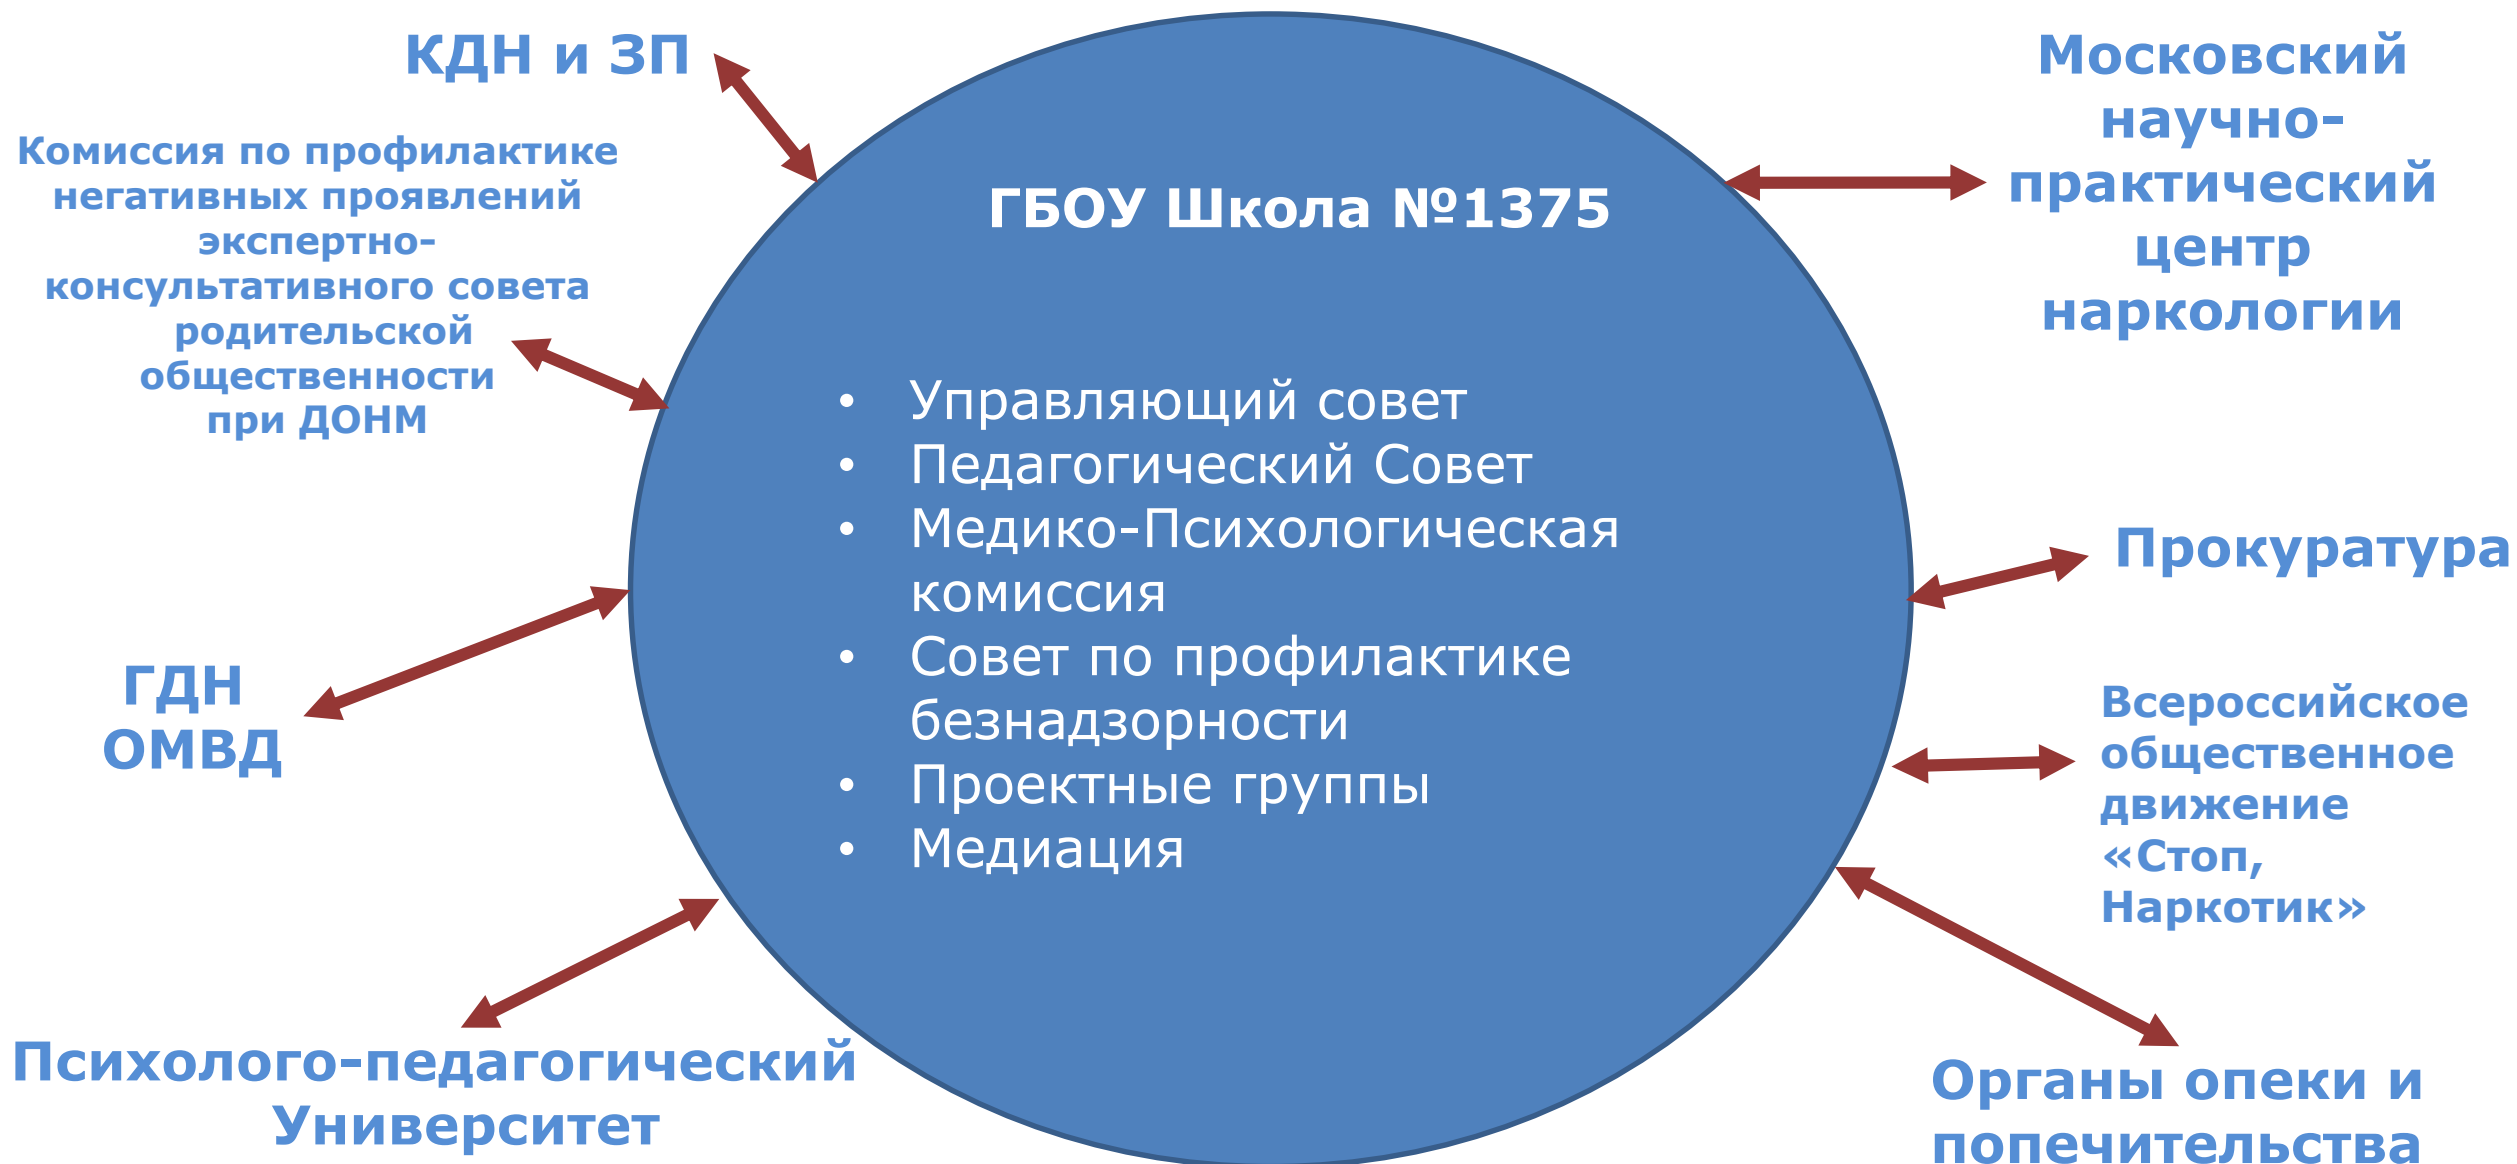 КДН и ЗП
Комиссия по профилактике
негативных проявлений
экспертно-
консультативного совета
родительской
общественности
при ДОНМ
ГДН
ОМВД
Психолого-педагогический
Университет
ГБОУ Школа №1375
• Управляющий совет
• Педагогический Совет
• Медико-Психологическая
комиссия
• Совет по профилактике
безнадзорности
• Проектные группы
• Медиация
Московский
научно-
практический
центр
наркологии
Прокуратура
Всероссийское
общественное
движение
«Стоп,
Наркотик»
Органы опеки и
попечительства